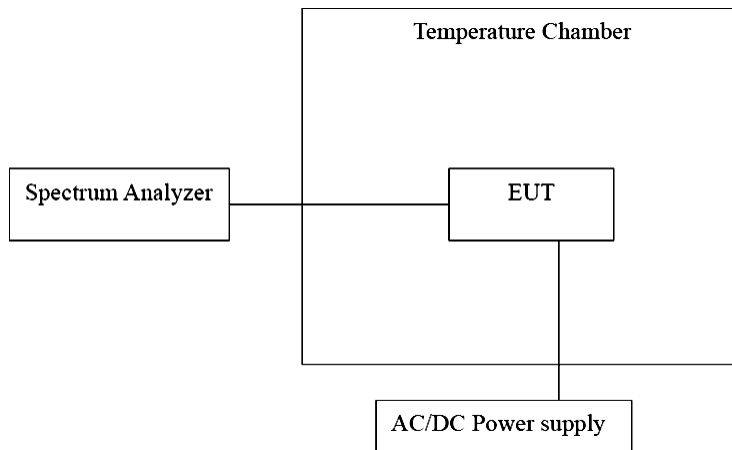 Temperature Chamber
Spectrum Analyzer
EUT
AC/DC Power supply